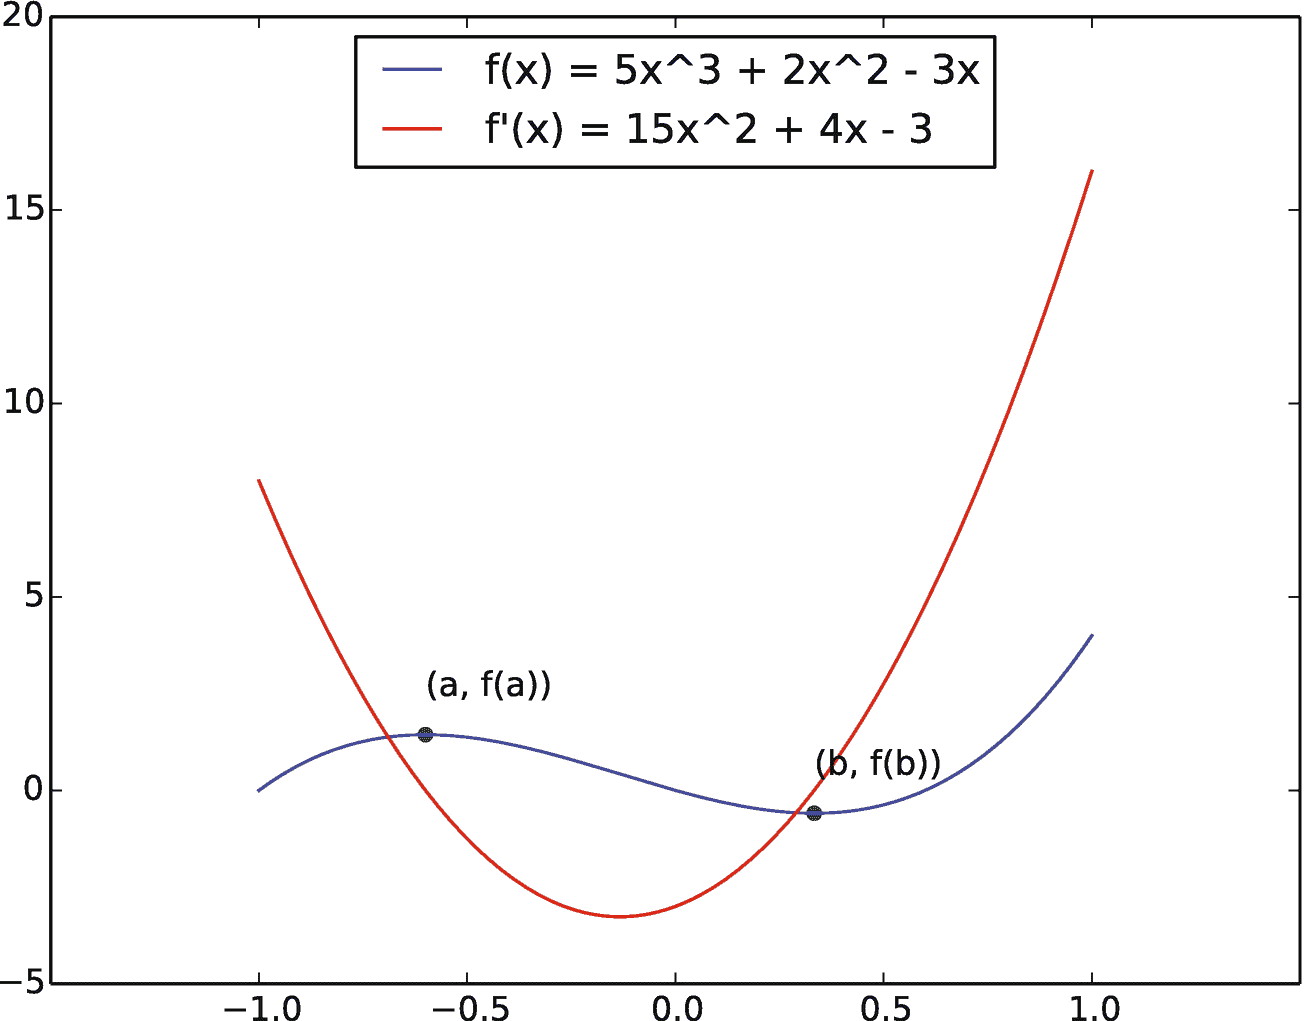 20
f(x) = 5x^3 + 2x^2 - 3x
f'(x) = 15x^2 + 4x - 3
15
10
5
(a, f(a))
(b, f(b))
0
−5
−1.0 −0.5 0.0 0.5 1.0